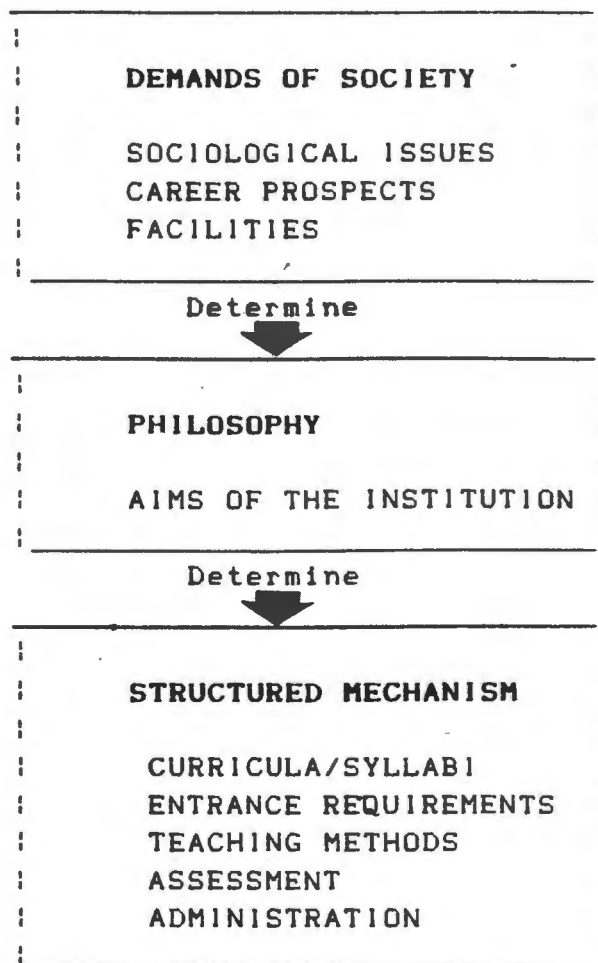 DEMANDS OF SOCIETY
SOCIOLOGICAL ISSUES
CAREER PROSPECTS
FACILITIES
Determine
PHILOSOPHY
AIMS OF THE INSTITUTION
Determine
STRUCTURED MECHANISM
CURRICULA/SYLLABI
ENTRANCE REQUIREMENTS
TEACHING METHODS
ASSESSMENT
ADMINISTRATION